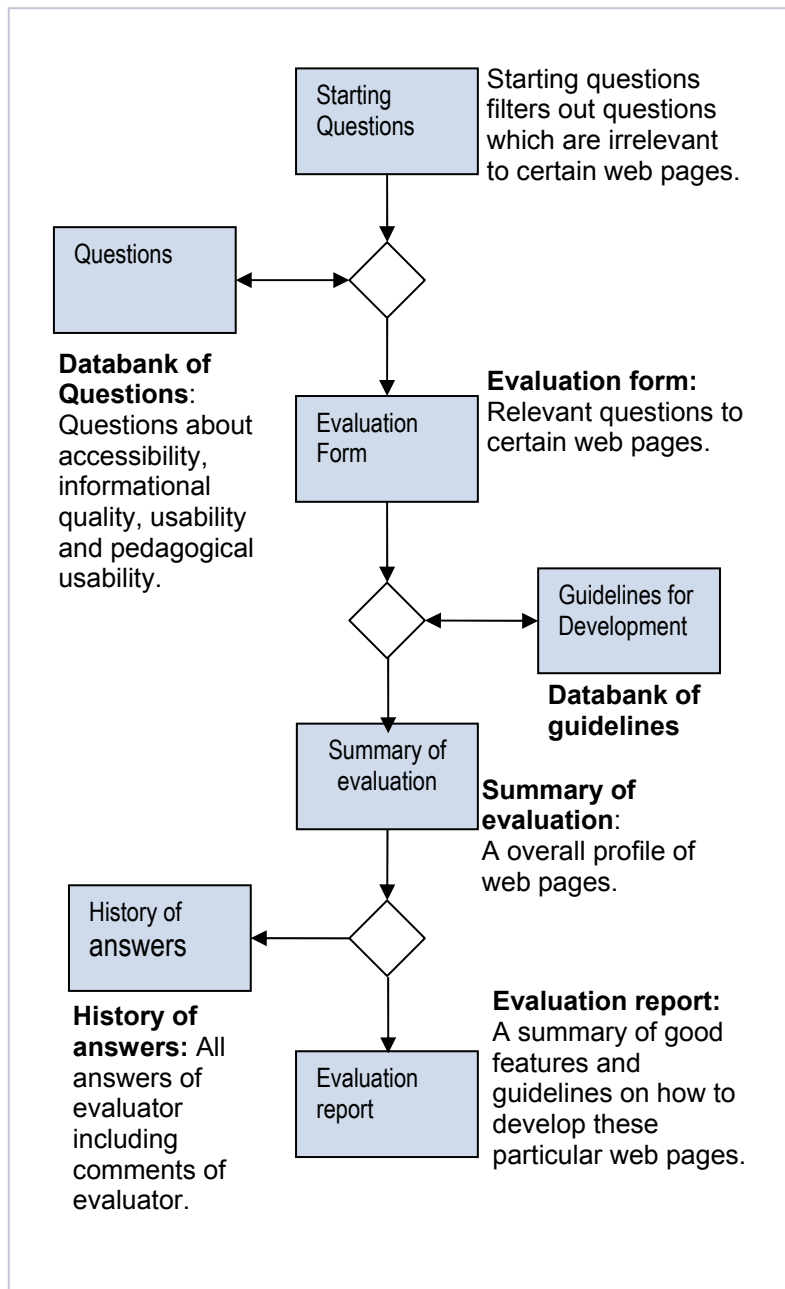 Starting
Questions
Starting questions
filters out questions
which are irrelevant
to certain web pages.
Questions
Databank of
Questions:
Questions about
accessibility,
informational
quality, usability
and pedagogical
usability.
Evaluation
Form
Evaluation form:
Relevant questions to
certain web pages.
Guidelines for
Development
Databank of
guidelines
Summary of
evaluation
Summary of
evaluation:
A overall profile of
web pages.
History of
answers
History of
answers: All
answers of
evaluator
including
comments of
evaluator.
Evaluation
report
Evaluation report:
A summary of good
features and
guidelines on how to
develop these
particular web pages.